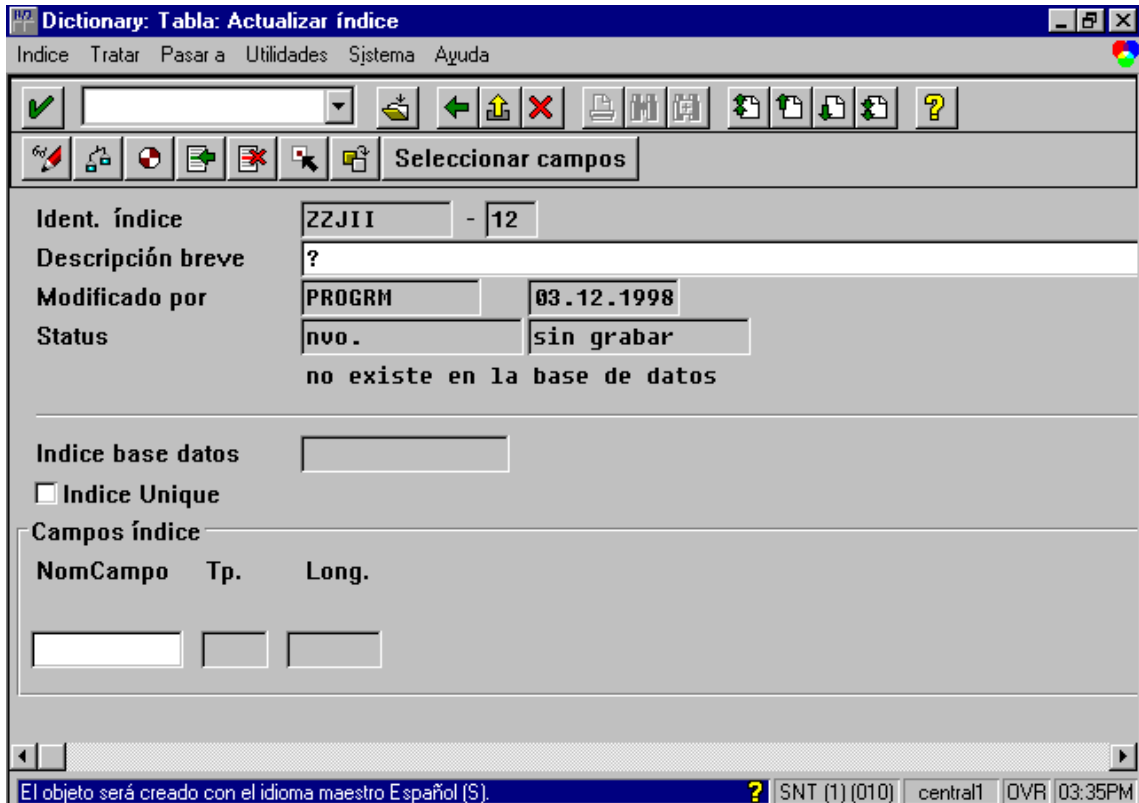 Dictionary: Tabla: Actualizar índice
Indice Tratar Pasar a Utilidades Sistema Ayuda
Seleccionar campos
Ident. índice ZZJII - 12
Descripción breve ?
Modificado por PROGRM 03.12.1998
Status nvo. sin grabar
no existe en la base de datos
Indice base datos
Indice Unique
Campos índice
NomCampo Tp. Long.
El objeto será creado con el idioma maestro Español (S). SNT (1) (010) central1 OVR 03:35PM